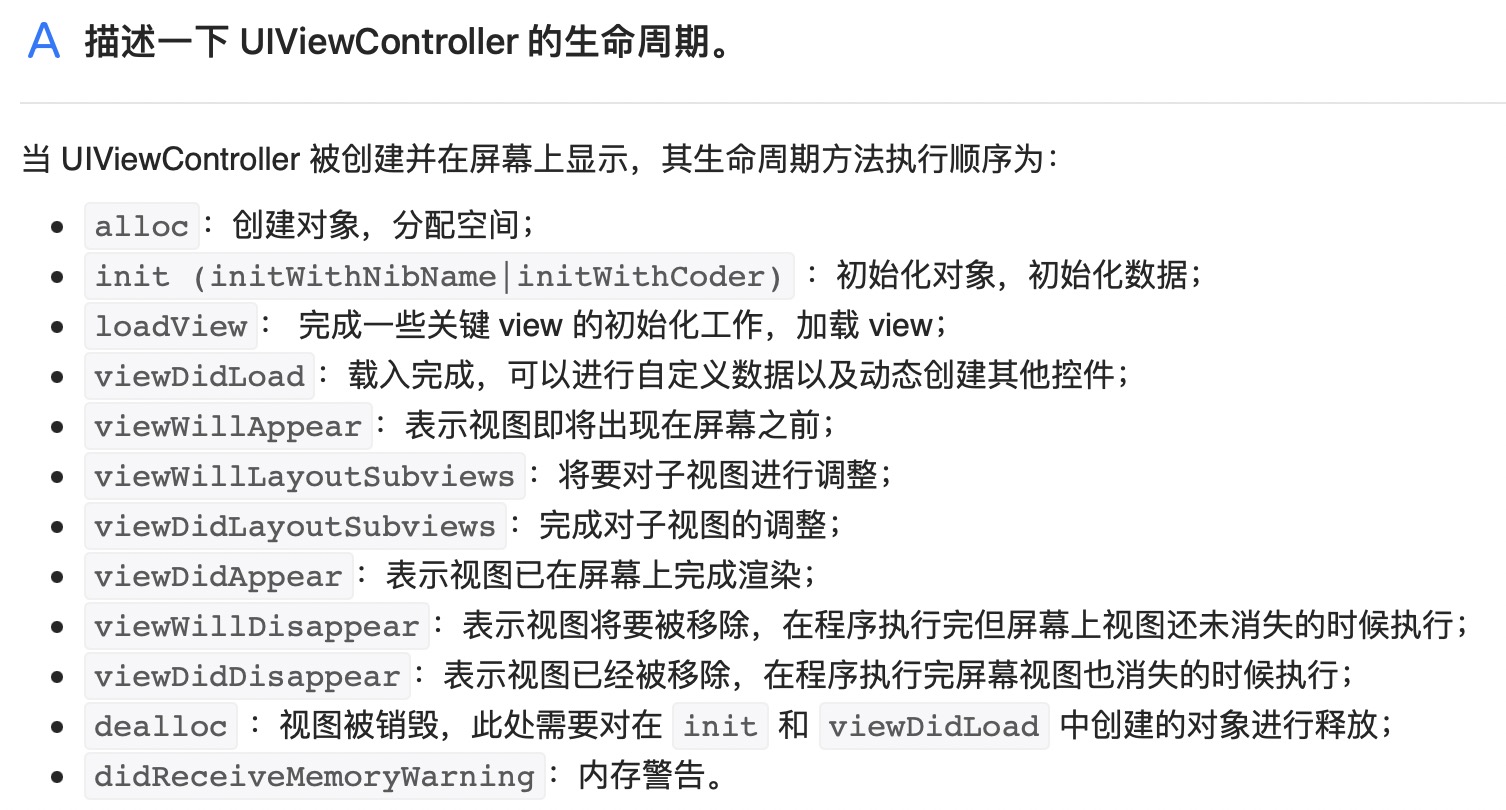 A 描述一下 UIViewController 的生命周期。
当 UIViewController 被创建并在屏幕上显示，其生命周期方法执行顺序为：
• alloc：创建对象，分配空间；
• init (initWithNibName|initWithCoder) ：初始化对象，初始化数据；
• loadView： 完成一些关键 view 的初始化工作，加载 view；
• viewDidLoad：载入完成，可以进行自定义数据以及动态创建其他控件；
• viewWillAppear：表示视图即将出现在屏幕之前；
• viewWillLayoutSubviews：将要对子视图进行调整；
• viewDidLayoutSubviews：完成对子视图的调整；
• viewDidAppear：表示视图已在屏幕上完成渲染；
• viewWillDisappear：表示视图将要被移除，在程序执行完但屏幕上视图还未消失的时候执行；
• viewDidDisappear：表示视图已经被移除，在程序执行完屏幕视图也消失的时候执行；
• dealloc ：视图被销毁，此处需要对在 init 和 viewDidLoad 中创建的对象进行释放；
• didReceiveMemoryWarning：内存警告。